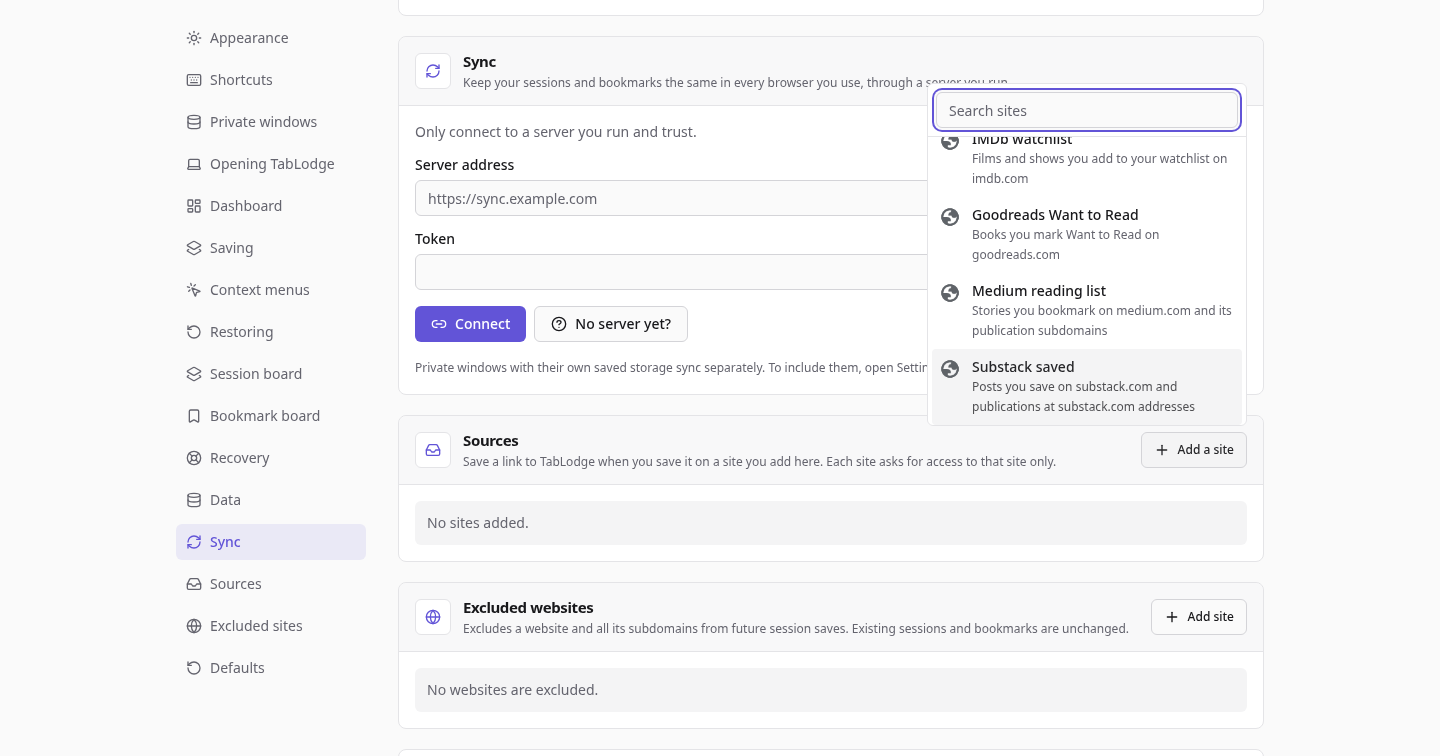 Appearance
Shortcuts
Private windows
Opening TabLodge
Dashboard
Saving
Context menus
Restoring
Session board
Bookmark board
Recovery
Data
Sync
Sources
Excluded sites
Defaults
Sync
Keep your sessions and bookmarks the same in every browser you use, through a server you run.
Only connect to a server you run and trust.
Server address
https://sync.example.com
Token
Connect
No server yet?
Private windows with their own saved storage sync separately. To include them, open
Search sites
IMDb watchlist
Films and shows you add to your watchlist on
imdb.com
Goodreads Want to Read
Books you mark Want to Read on
goodreads.com
Medium reading list
Stories you bookmark on medium.com and its
publication subdomains
Substack saved
Posts you save on substack.com and
publications at substack.com addresses
Sources
Save a link to TabLodge when you save it on a site you add here. Each site asks for access to that site only.
Add a site
No sites added.
Excluded websites
Excludes a website and all its subdomains from future session saves. Existing sessions and bookmarks are unchanged.
Add site
No websites are excluded.